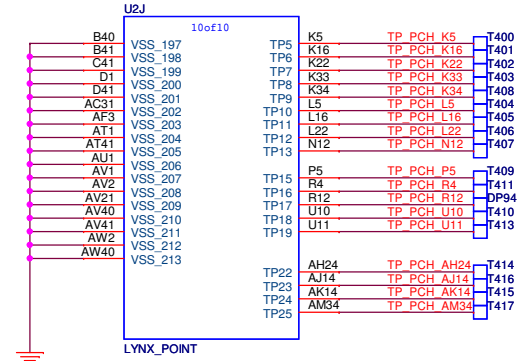 U2J
10of10
B40 VSS_197 TP5 K5 TP_PCH_K5 T400
B41 VSS_198 TP6 K16 TP_PCH_K16 T401
C41 VSS_199 TP7 K22 TP_PCH_K22 T402
D1 VSS_200 TP8 K33 TP_PCH_K33 T403
D41 VSS_201 TP9 K34 TP_PCH_K34 T408
AC31 VSS_202 TP10 L5 TP_PCH_L5 T404
AF3 VSS_203 TP11 L16 TP_PCH_L16 T405
AT1 VSS_204 TP12 L22 TP_PCH_L22 T406
AT41 VSS_205 TP13 N12 TP_PCH_N12 T407
AU1 VSS_206
AV1 VSS_207 TP15 P5 TP_PCH_P5 T409
AV2 VSS_208 TP16 R4 TP_PCH_R4 T411
AV21 VSS_209 TP17 R12 TP_PCH_R12 DP94
AV40 VSS_210 TP18 U10 TP_PCH_U10 T410
AV41 VSS_211 TP19 U11 TP_PCH_U11 T413
AW2 VSS_212
AW40 VSS_213
TP22 AH24 TP_PCH_AH24 T414
TP23 AJ14 TP_PCH_AJ14 T416
TP24 AK14 TP_PCH_AK14 T415
TP25 AM34 TP_PCH_AM34 T417
LYNX_POINT